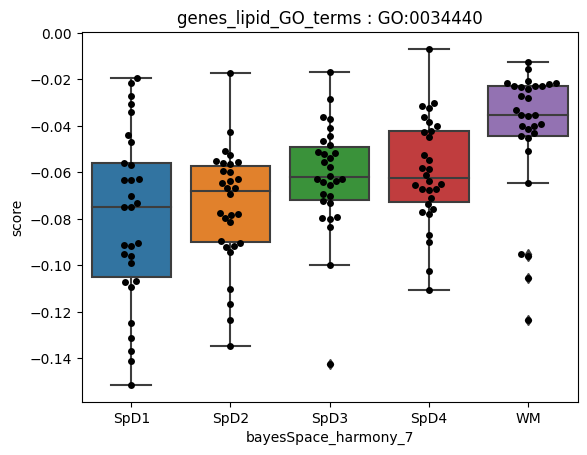 genes_lipid_GO_terms : GO:0034440
0.00
−0.02
−0.04
−0.06
−0.08
−0.10
−0.12
−0.14
score
SpD1 SpD2 SpD3 SpD4 WM
bayesSpace_harmony_7